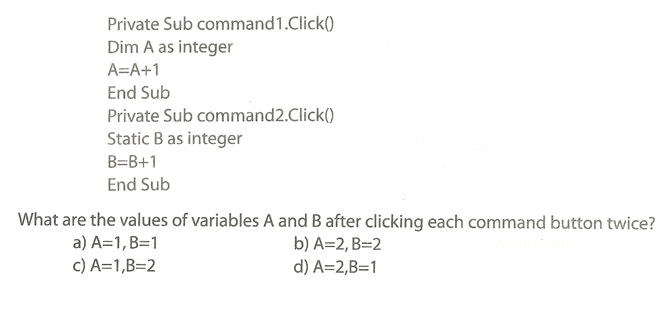 Private Sub command1.Click()
Dim A as integer
A=A+1
End Sub
Private Sub command2.Click()
Static B as integer
B=B+1
End Sub
What are the values of variables A and B after clicking each command button twice?
a) A=1, B=1 b) A=2, B=2
c) A=1,B=2 d) A=2,B=1